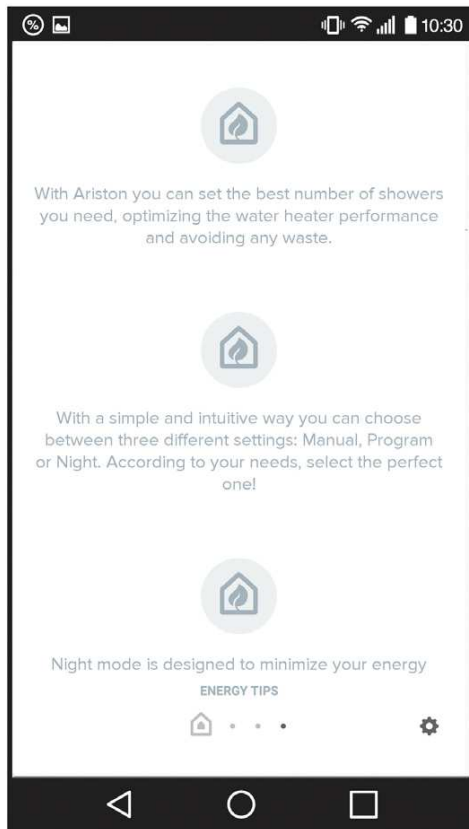 10:30
With Ariston you can set the best number of showers
you need, optimizing the water heater performance
and avoiding any waste.
With a simple and intuitive way you can choose
between three different settings: Manual, Program
or Night. According to your needs, select the perfect
one!
Night mode is designed to minimize your energy
ENERGY TIPS